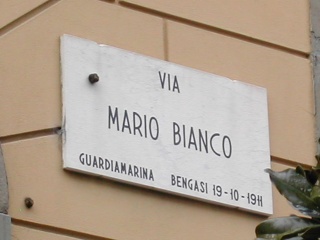 VIA
MARIO BIANCO
GUARDIAMARINA BENGASI 19-10-1911